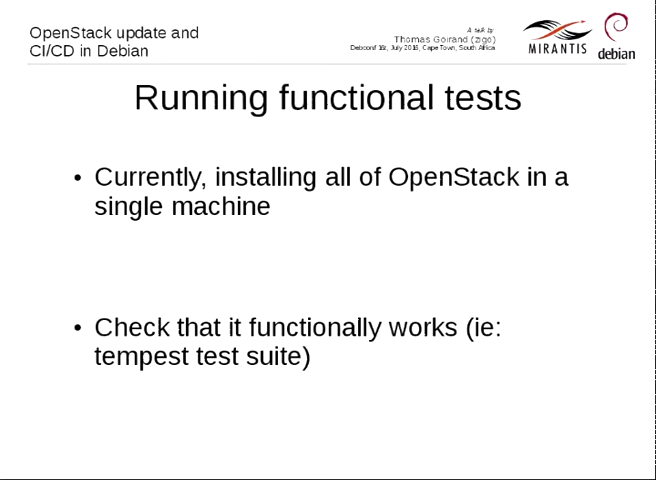 OpenStack update and
CI/CD in Debian
A talk by
Thomas Goirand (zigo)
Debconf 16, July 2016, Cape Town, South Africa
MIRANTIS
debian
Running functional tests
• Currently, installing all of OpenStack in a
single machine
• Check that it functionally works (ie:
tempest test suite)